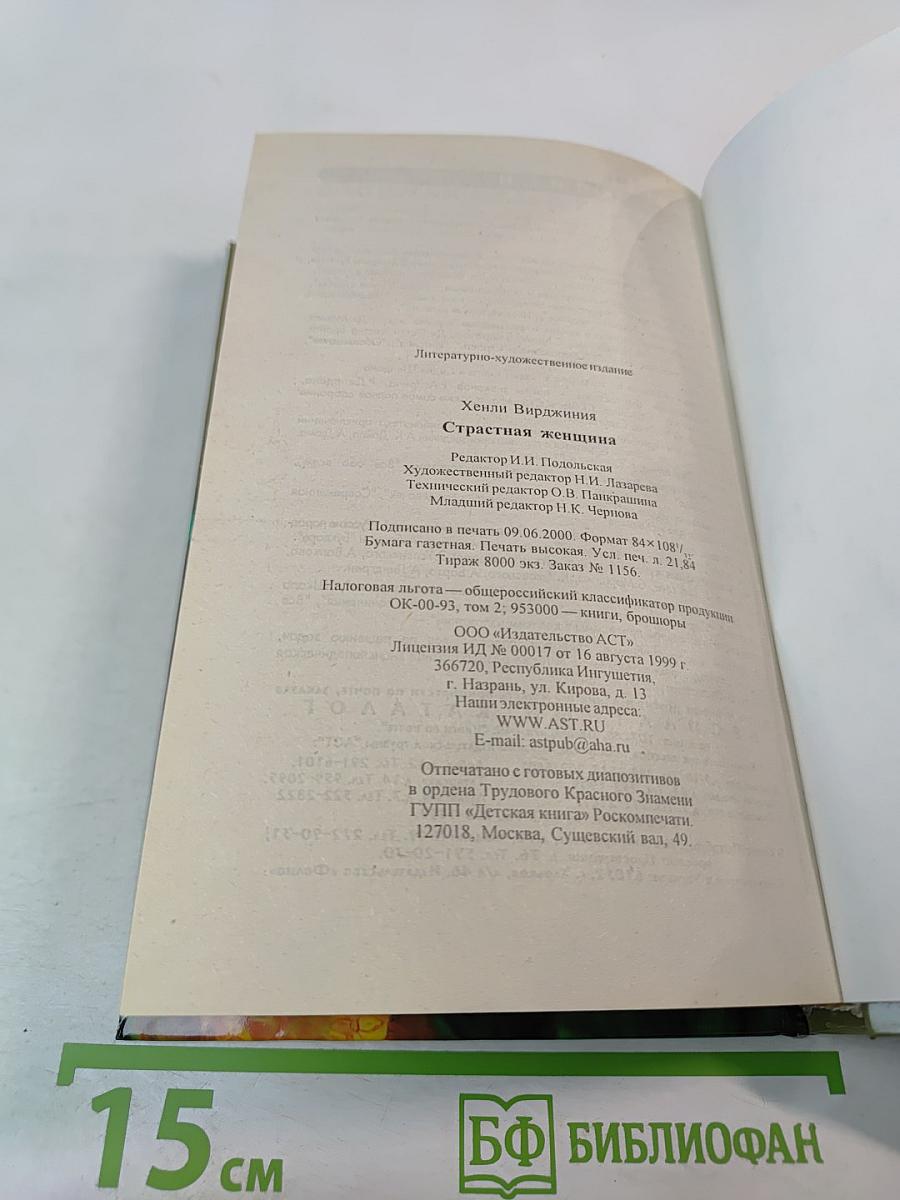 Литературно-художественное издание
Хенли Вирджиния
Страстная женщина
Редактор И.И. Подольская
Художественный редактор Н.И. Лазарева
Технический редактор О.В. Панкрашина
Младший редактор Н.К. Чернова
Подписано в печать 09.06.2000. Формат 84×108 1/32.
Бумага газетная. Печать высокая. Усл. печ. л. 21,84
Тираж 8000 экз. Заказ № 1156.
Налоговая льгота — общероссийский классификатор продукции
ОК-00-93, том 2; 953000 — книги, брошюры
ООО «Издательство АСТ»
Лицензия ИД № 00017 от 16 августа 1999 г.
366720, Республика Ингушетия,
г. Назрань, ул. Кирова, д. 13
Наши электронные адреса:
WWW.AST.RU
E-mail: astpub@aha.ru
Отпечатано с готовых диапозитивов
в ордена Трудового Красного Знамени
ГУПП «Детская книга» Роскомпечати.
127018, Москва, Сущевский вал, 49.
15 см
БФ БИБЛИОФАН